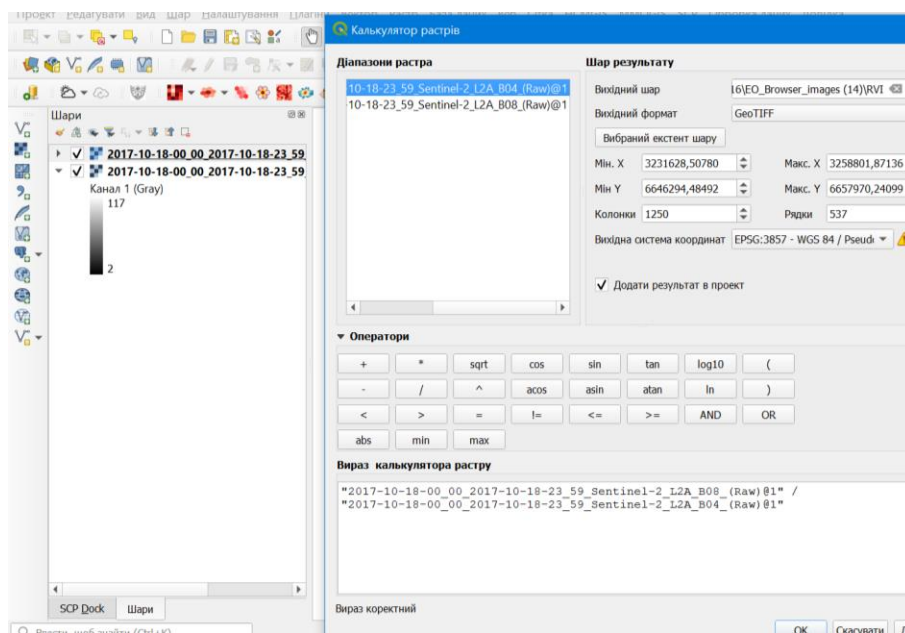 Проект Редагувати Вид Шар Налаштування Плагіни
Шари
2017-10-18-00_00_2017-10-18-23_59
2017-10-18-00_00_2017-10-18-23_59
Канал 1 (Gray)
117
2
SCP Dock
Шари
Калькулятор растрів
Діапазони растра
10-18-23_59_Sentinel-2_L2A_B04_(Raw)@1
10-18-23_59_Sentinel-2_L2A_B08_(Raw)@1
Шар результату
Вихідний шар
16\EO_Browser_images (14)\RVI
Вихідний формат
GeoTIFF
Вибраний екстент шару
Мін. X 3231628,50780 Макс. X 3258801,87136
Мін Y 6646294,48492 Макс. Y 6657970,24099
Колонки 1250 Рядки 537
Вихідна система координат EPSG:3857 - WGS 84 / Pseud
Додати результат в проект
Оператори
+ * sqrt cos sin tan log10 (
- / ^ acos asin atan ln )
< > = != <= >= AND OR
abs min max
Вираз калькулятора растру
"2017-10-18-00_00_2017-10-18-23_59_Sentinel-2_L2A_B08_(Raw)@1" /
"2017-10-18-00_00_2017-10-18-23_59_Sentinel-2_L2A_B04_(Raw)@1"
Вираз коректний
OK Скасувати